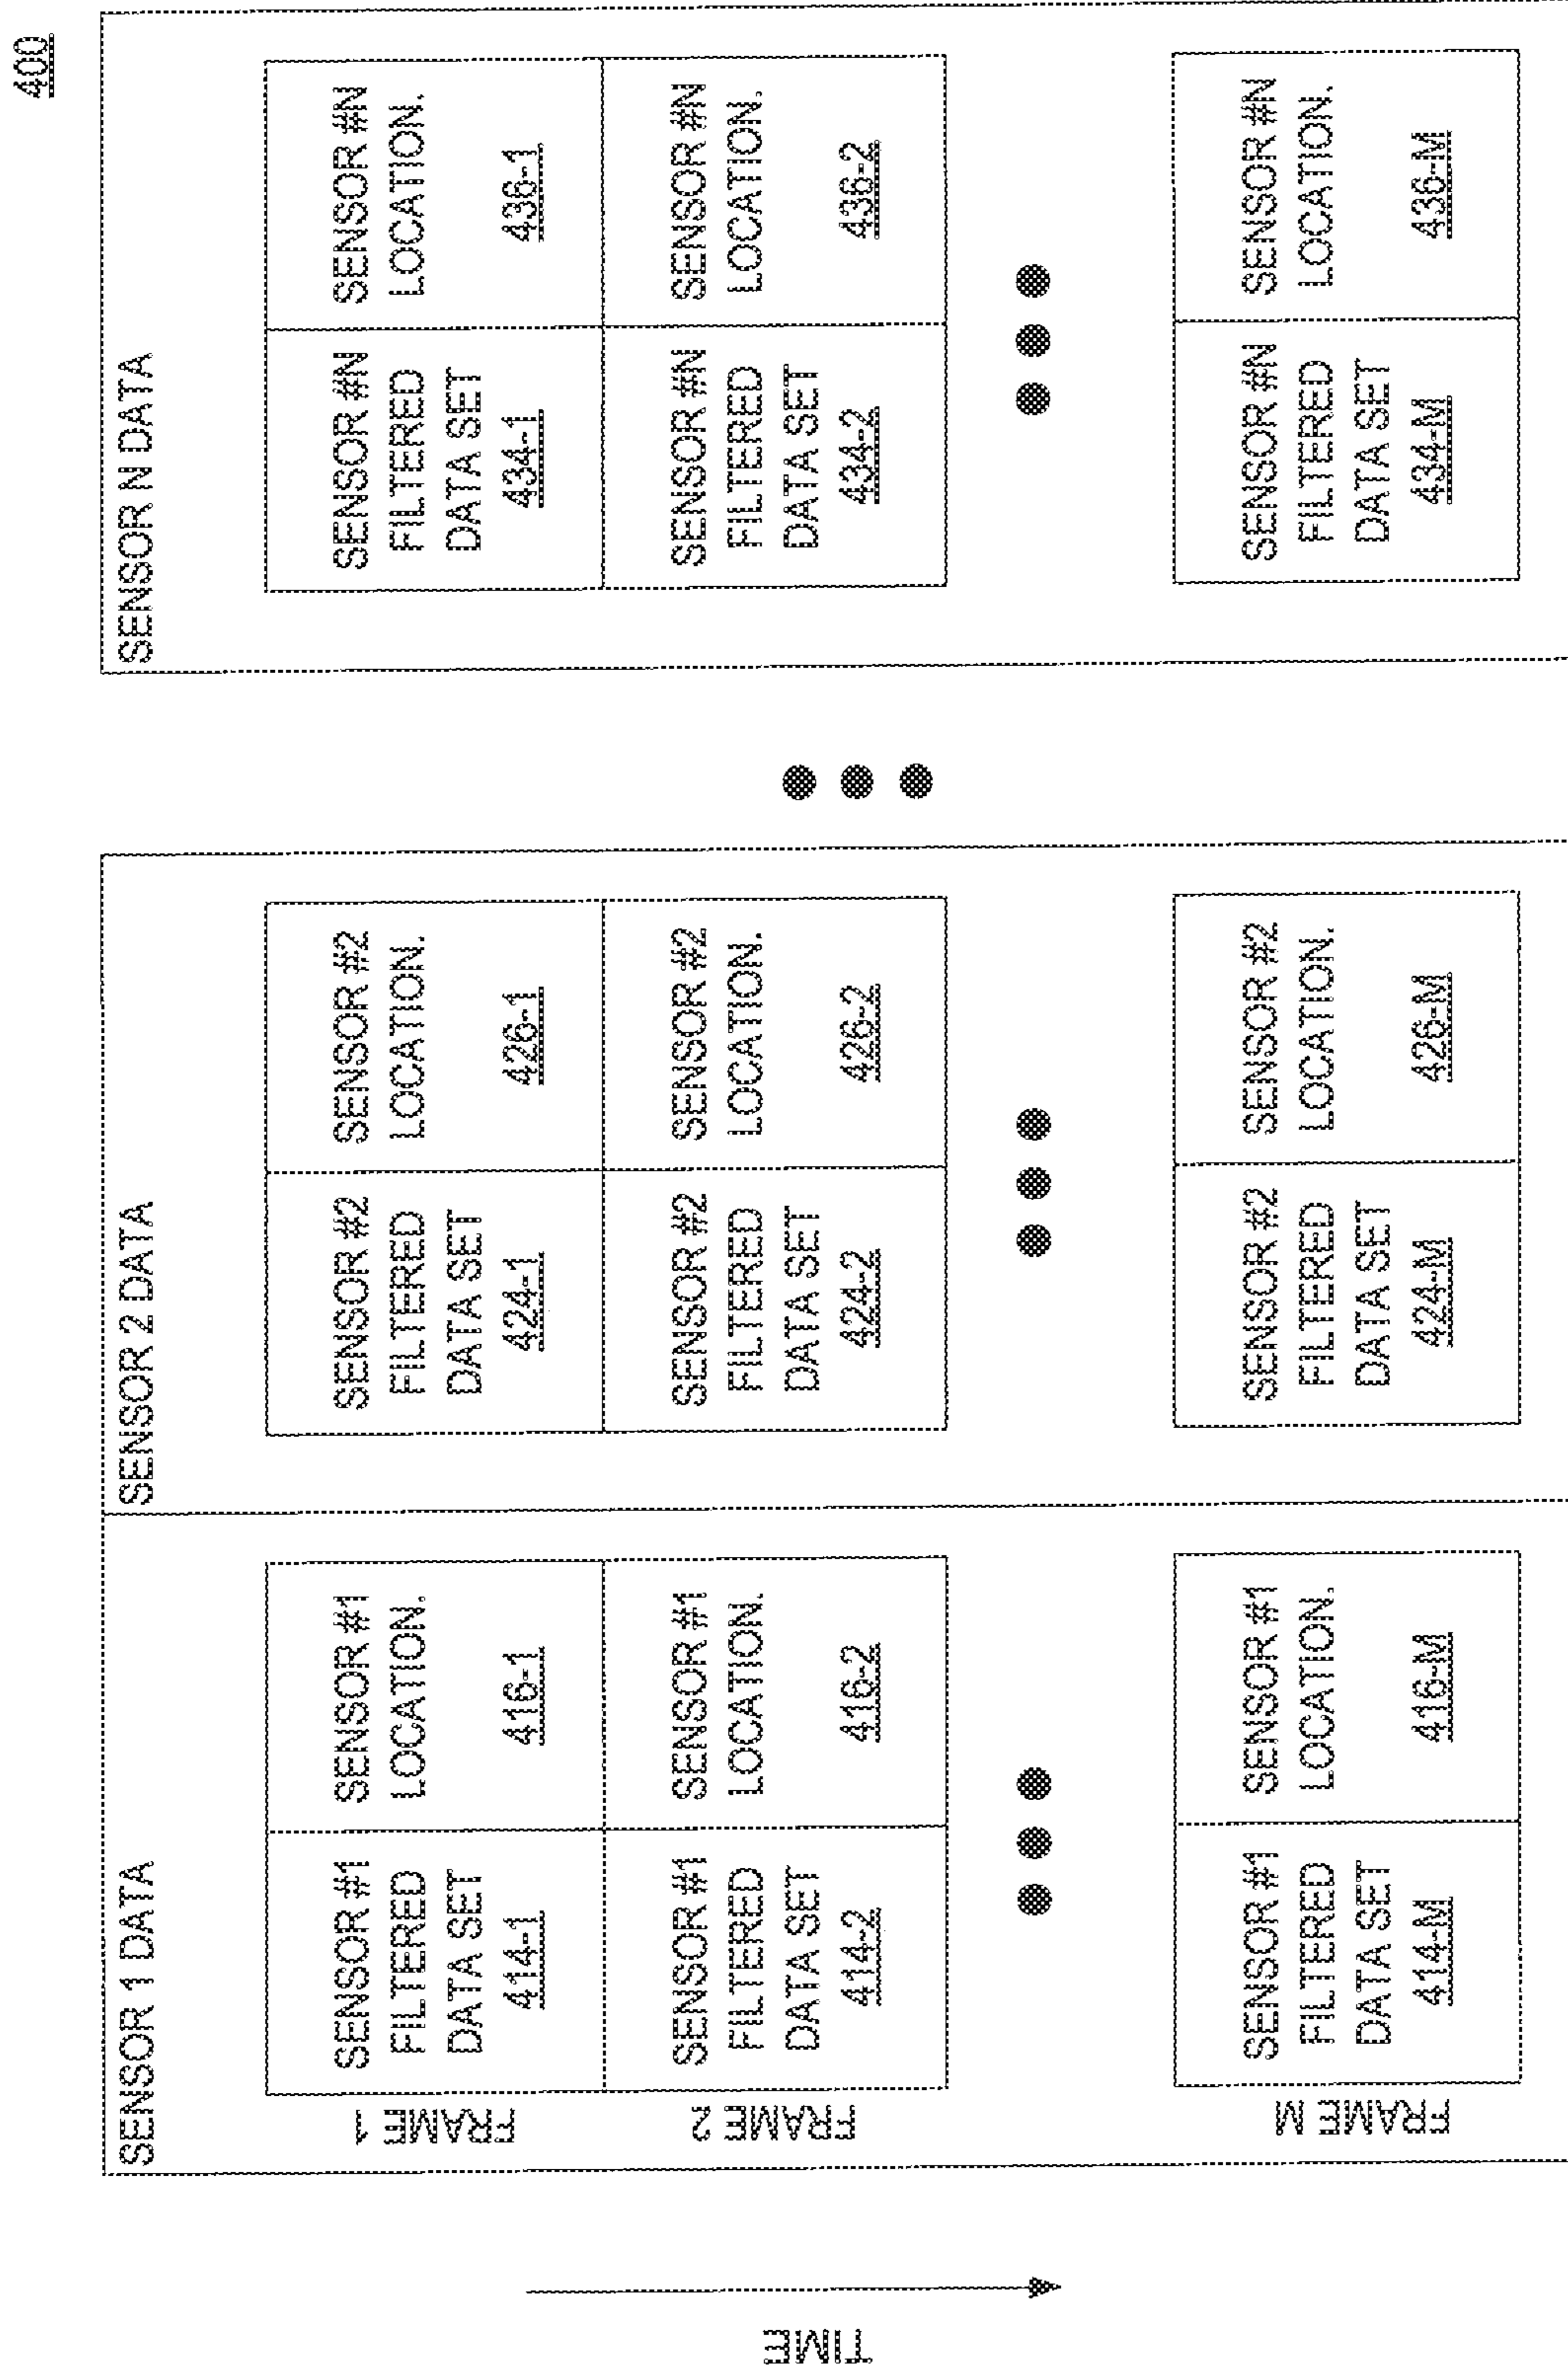 400
SENSOR 1 DATA
SENSOR 2 DATA
SENSOR N DATA
TIME
FRAME 1
SENSOR #1
FILTERED
DATA SET
414-1
SENSOR #1
LOCATION.
416-1
SENSOR #2
FILTERED
DATA SET
424-1
SENSOR #2
LOCATION.
426-1
SENSOR #N
FILTERED
DATA SET
434-1
SENSOR #N
LOCATION.
436-1
FRAME 2
SENSOR #1
FILTERED
DATA SET
414-2
SENSOR #1
LOCATION.
416-2
SENSOR #2
FILTERED
DATA SET
424-2
SENSOR #2
LOCATION.
426-2
SENSOR #N
FILTERED
DATA SET
434-2
SENSOR #N
LOCATION.
436-2
FRAME M
SENSOR #1
FILTERED
DATA SET
414-M
SENSOR #1
LOCATION.
416-M
SENSOR #2
FILTERED
DATA SET
424-M
SENSOR #2
LOCATION.
426-M
SENSOR #N
FILTERED
DATA SET
434-M
SENSOR #N
LOCATION.
436-M